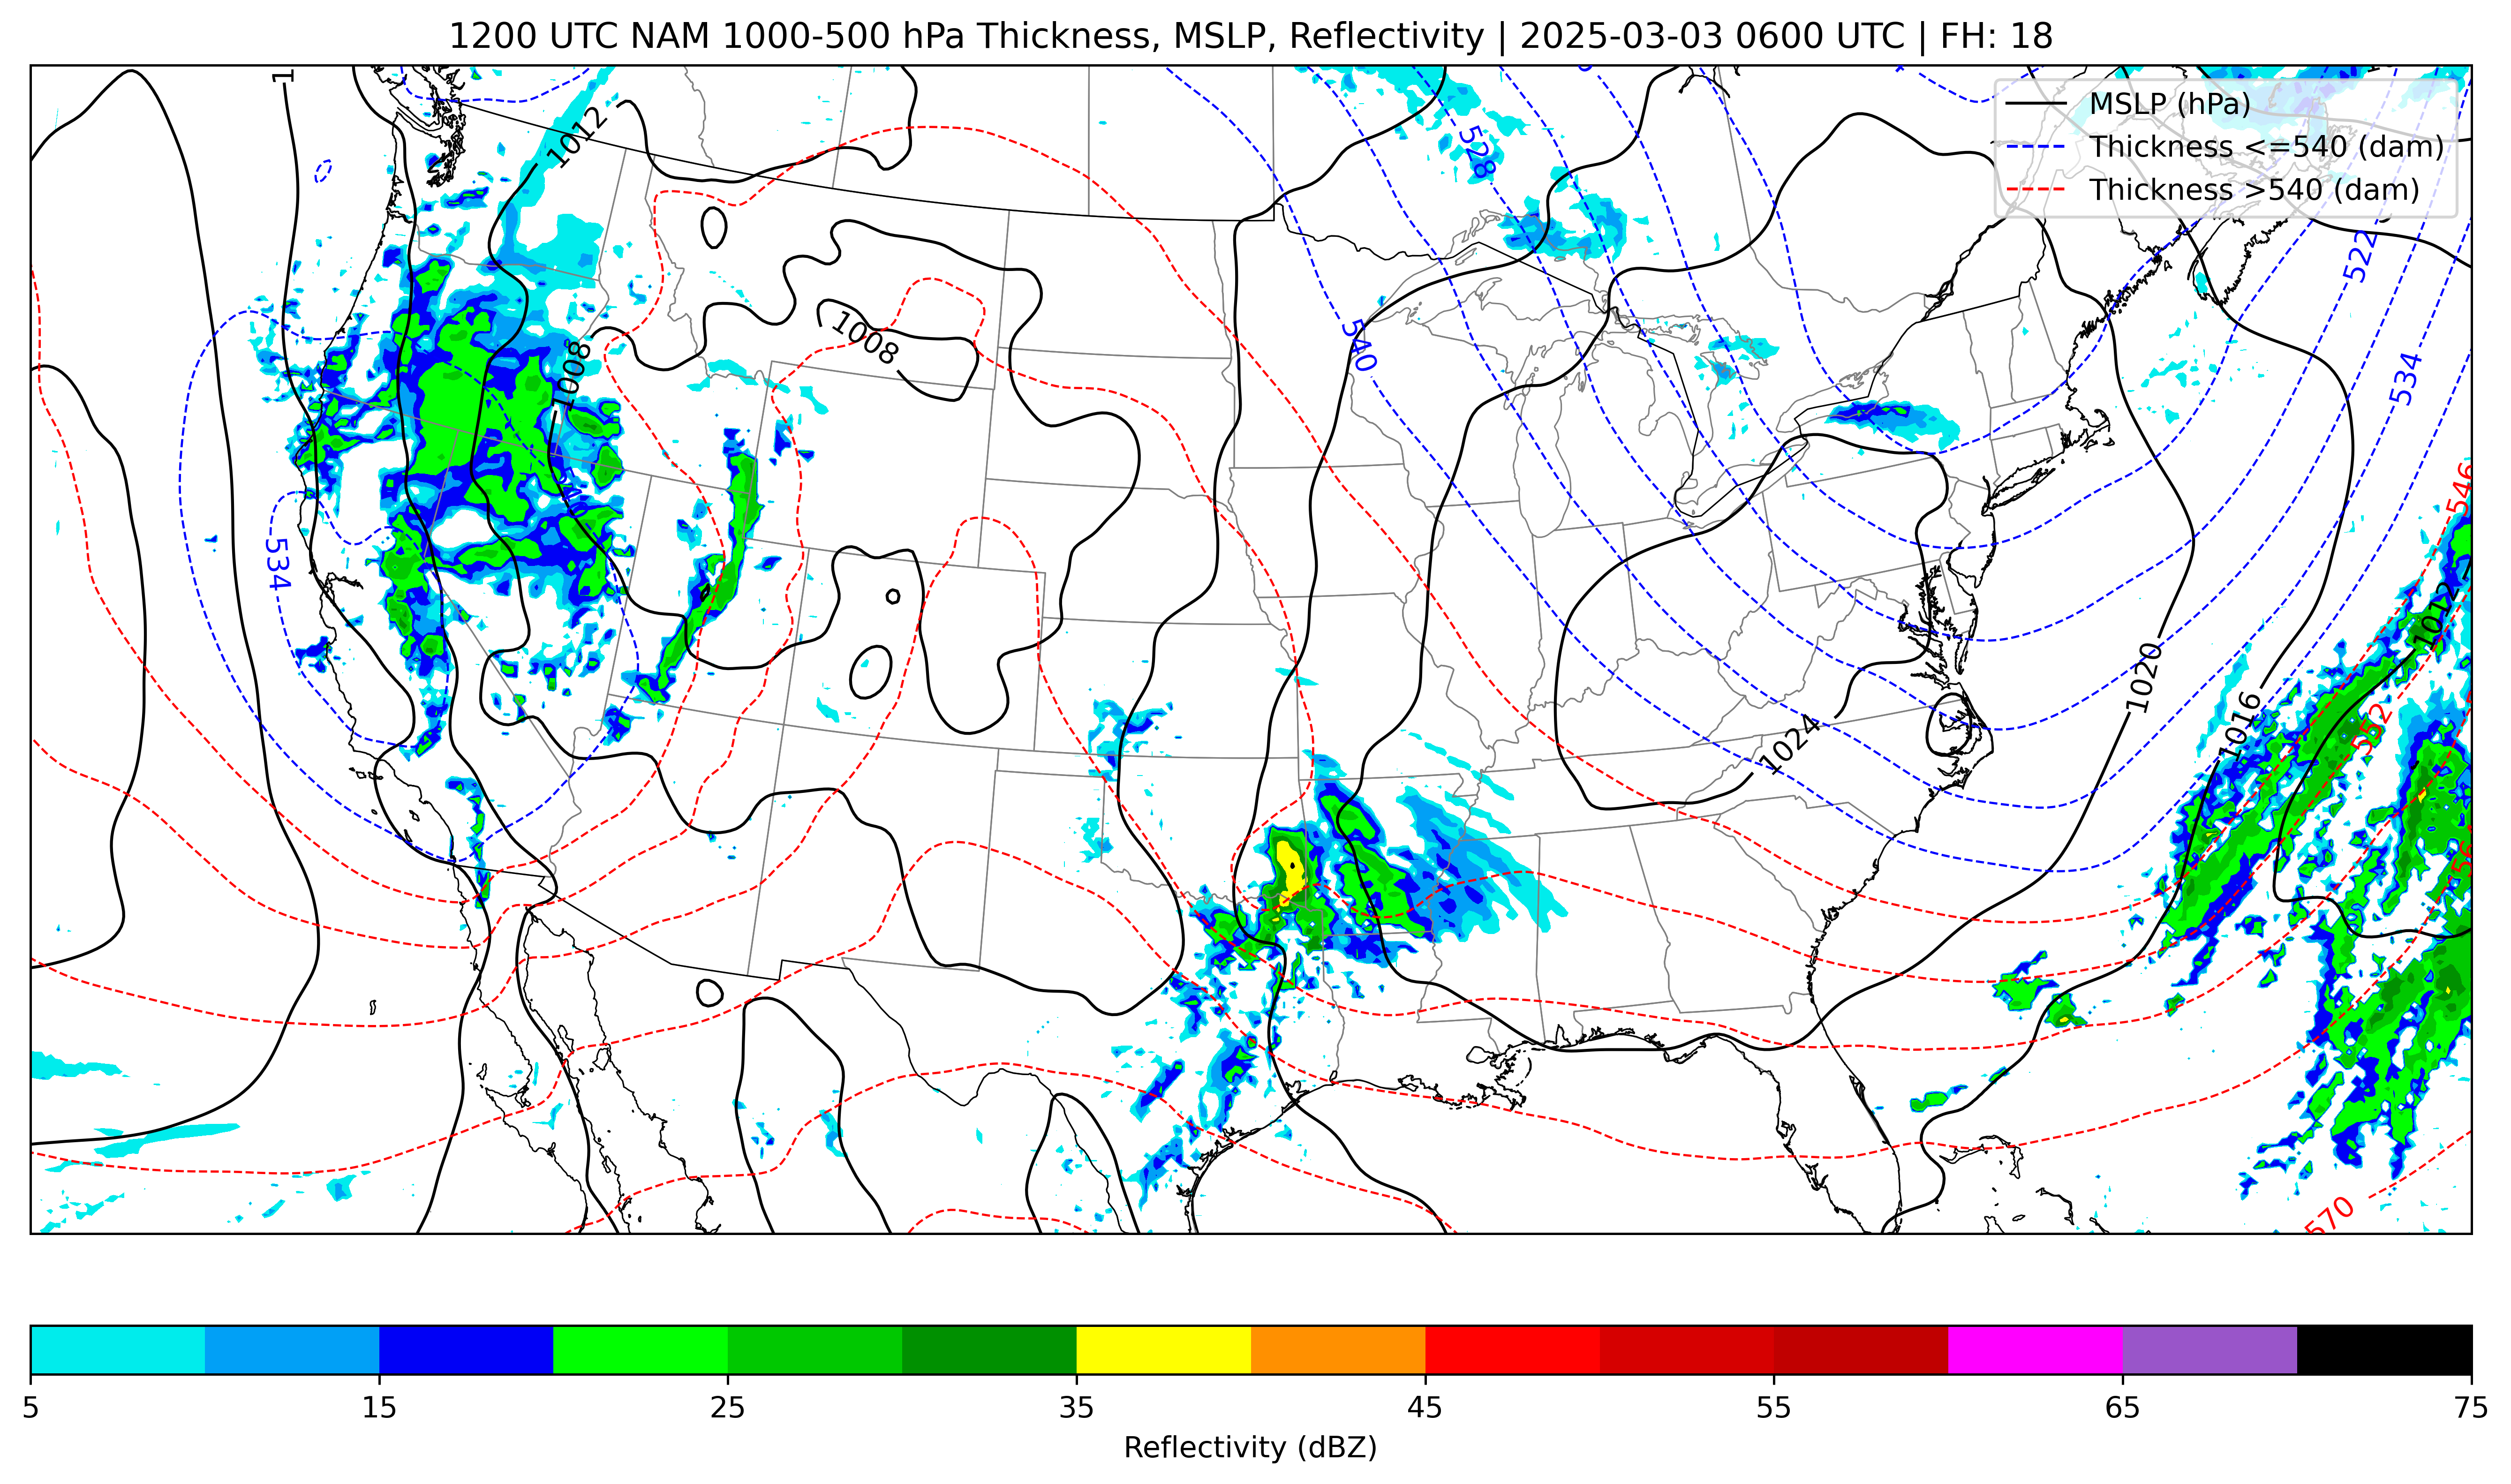 1200 UTC NAM 1000-500 hPa Thickness, MSLP, Reflectivity | 2025-03-03 0600 UTC | FH: 18
MSLP (hPa)
Thickness <=540 (dam)
Thickness >540 (dam)
1
1012
528
522
1008
1008
540
534
546
534
1012
1020
1016
552
1024
570
5 15 25 35 45 55 65 75
Reflectivity (dBZ)